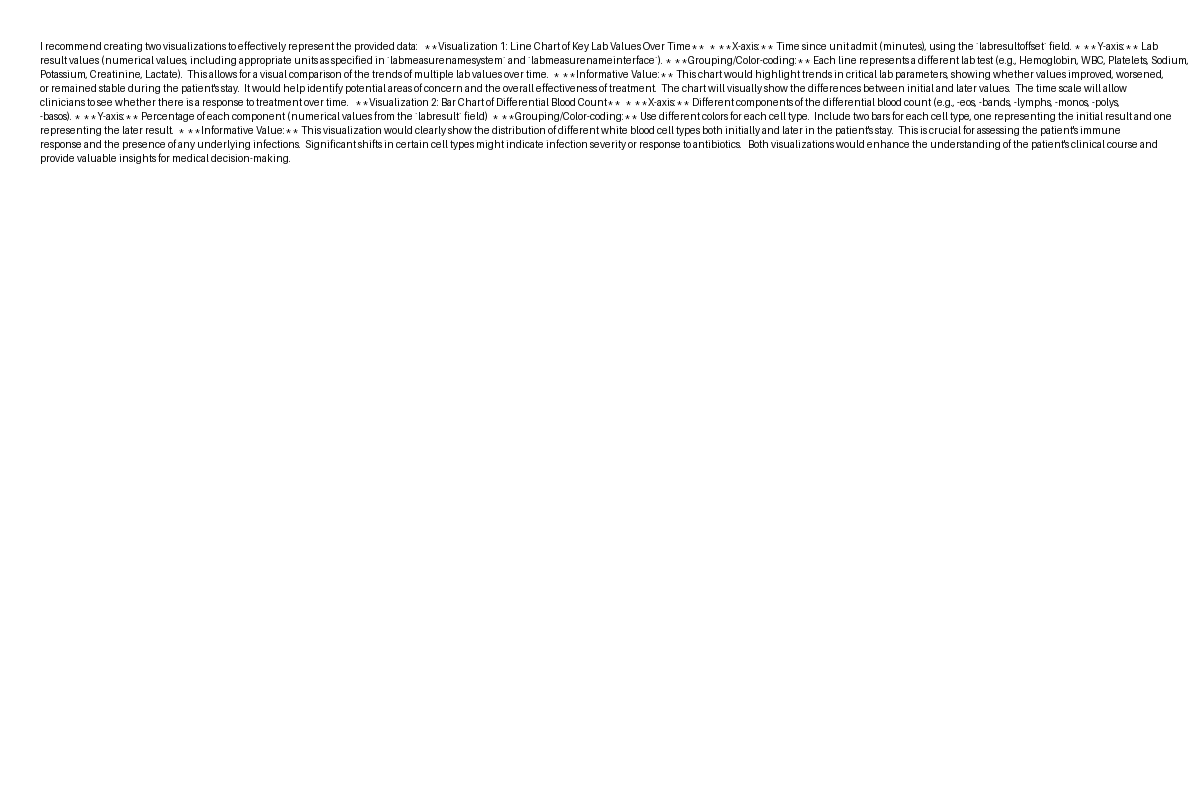 I recommend creating two visualizations to effectively represent the provided data:   **Visualization 1: Line Chart of Key Lab Values Over Time**   * **X-axis:** Time since unit admit (minutes), using the `labresultoffset` field. * **Y-axis:** Lab
result values (numerical values, including appropriate units as specified in `labmeasurenamesystem` and `labmeasurenameinterface`). * **Grouping/Color-coding:** Each line represents a different lab test (e.g., Hemoglobin, WBC, Platelets, Sodium,
Potassium, Creatinine, Lactate).  This allows for a visual comparison of the trends of multiple lab values over time.  * **Informative Value:** This chart would highlight trends in critical lab parameters, showing whether values improved, worsened,
or remained stable during the patient's stay.  It would help identify potential areas of concern and the overall effectiveness of treatment.  The chart will visually show the differences between initial and later values.  The time scale will allow
clinicians to see whether there is a response to treatment over time.   **Visualization 2: Bar Chart of Differential Blood Count**   * **X-axis:** Different components of the differential blood count (e.g., -eos, -bands, -lymphs, -monos, -polys,
-basos). * **Y-axis:** Percentage of each component (numerical values from the `labresult` field)  * **Grouping/Color-coding:** Use different colors for each cell type.  Include two bars for each cell type, one representing the initial result and one
representing the later result.  * **Informative Value:** This visualization would clearly show the distribution of different white blood cell types both initially and later in the patient's stay.  This is crucial for assessing the patient's immune
response and the presence of any underlying infections.  Significant shifts in certain cell types might indicate infection severity or response to antibiotics.   Both visualizations would enhance the understanding of the patient's clinical course and
provide valuable insights for medical decision-making.